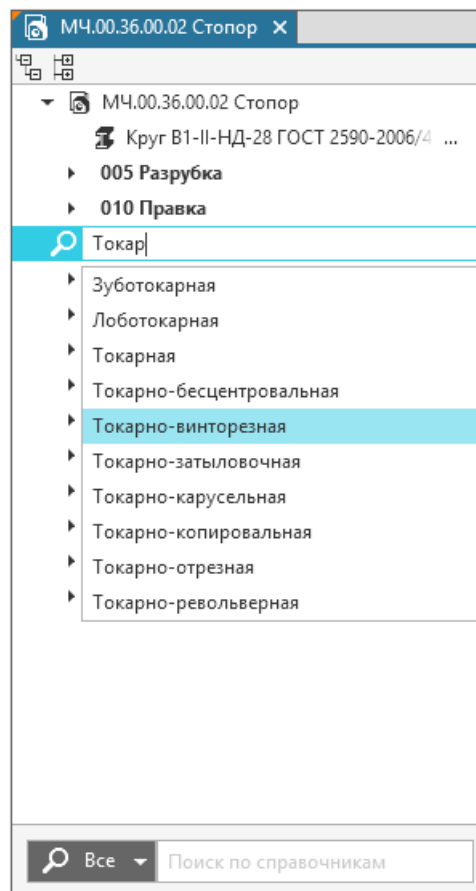 МЧ.00.36.00.02 Стопор
МЧ.00.36.00.02 Стопор
Круг В1-II-НД-28 ГОСТ 2590-2006/4 ...
005 Разрубка
010 Правка
Токар
Зуботокарная
Лоботокарная
Токарная
Токарно-бесцентровальная
Токарно-винторезная
Токарно-затыловочная
Токарно-карусельная
Токарно-копировальная
Токарно-отрезная
Токарно-револьверная
Все
Поиск по справочникам